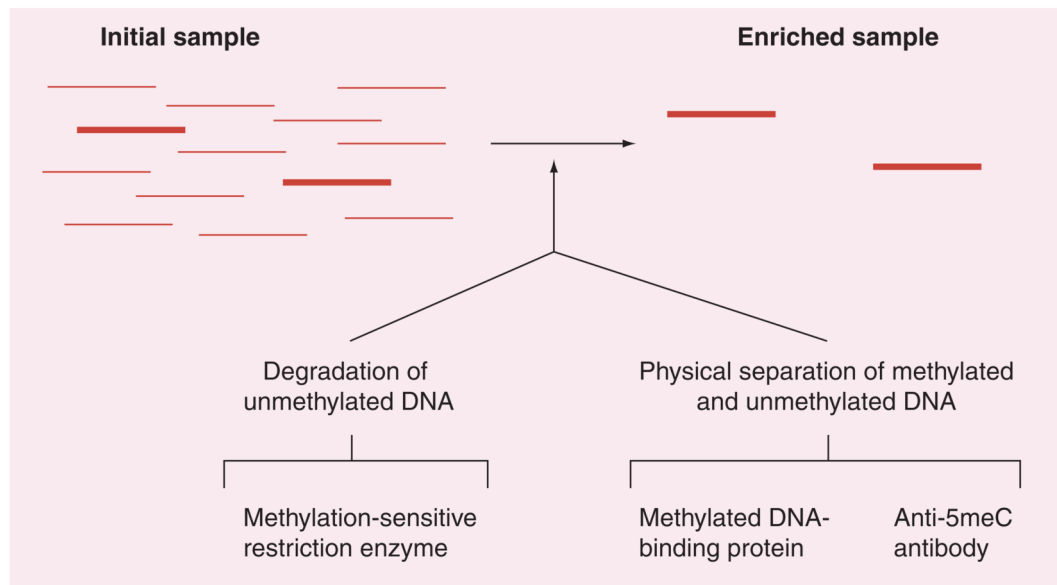 Initial sample
Enriched sample
Degradation of
unmethylated DNA
Physical separation of methylated
and unmethylated DNA
Methylation-sensitive
restriction enzyme
Methylated DNA-
binding protein
Anti-5meC
antibody